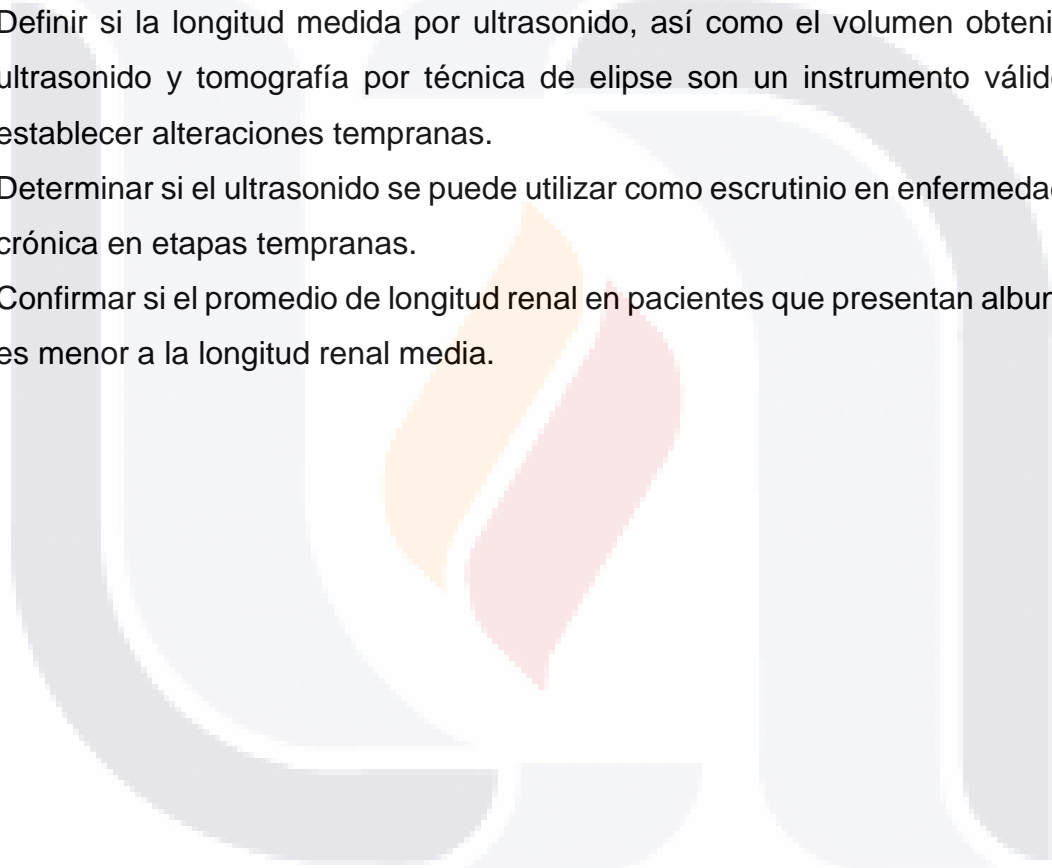 Definir si la longitud medida por ultrasonido, así como el volumen obteni
ultrasonido y tomografía por técnica de elipse son un instrumento válid
establecer alteraciones tempranas.
Determinar si el ultrasonido se puede utilizar como escrutinio en enfermeda
crónica en etapas tempranas.
Confirmar si el promedio de longitud renal en pacientes que presentan albu
es menor a la longitud renal media.